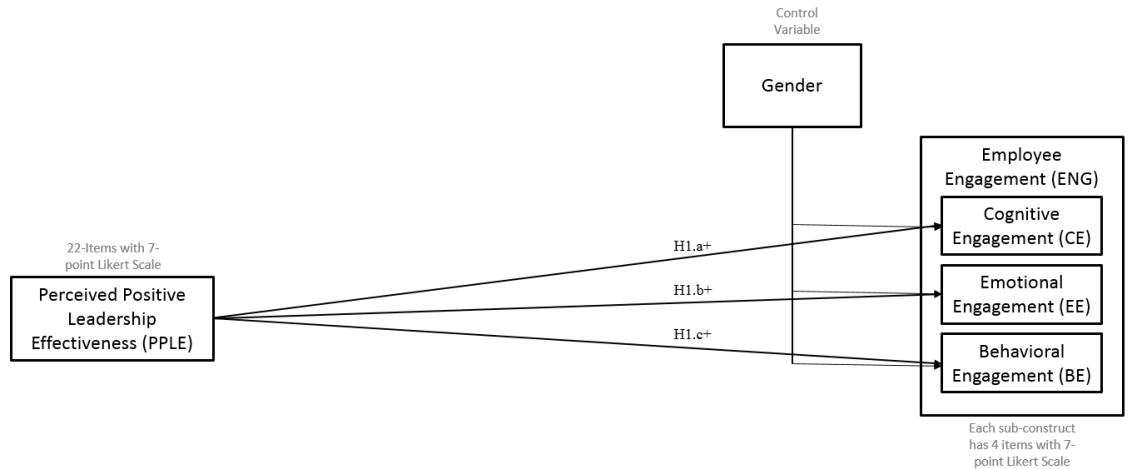 Control
Variable
Gender
Employee
Engagement (ENG)
Cognitive
Engagement (CE)
Emotional
Engagement (EE)
Behavioral
Engagement (BE)
Each sub-construct
has 4 items with 7-
point Likert Scale
22-Items with 7-
point Likert Scale
Perceived Positive
Leadership
Effectiveness (PPLE)
H1.a+
H1.b+
H1.c+